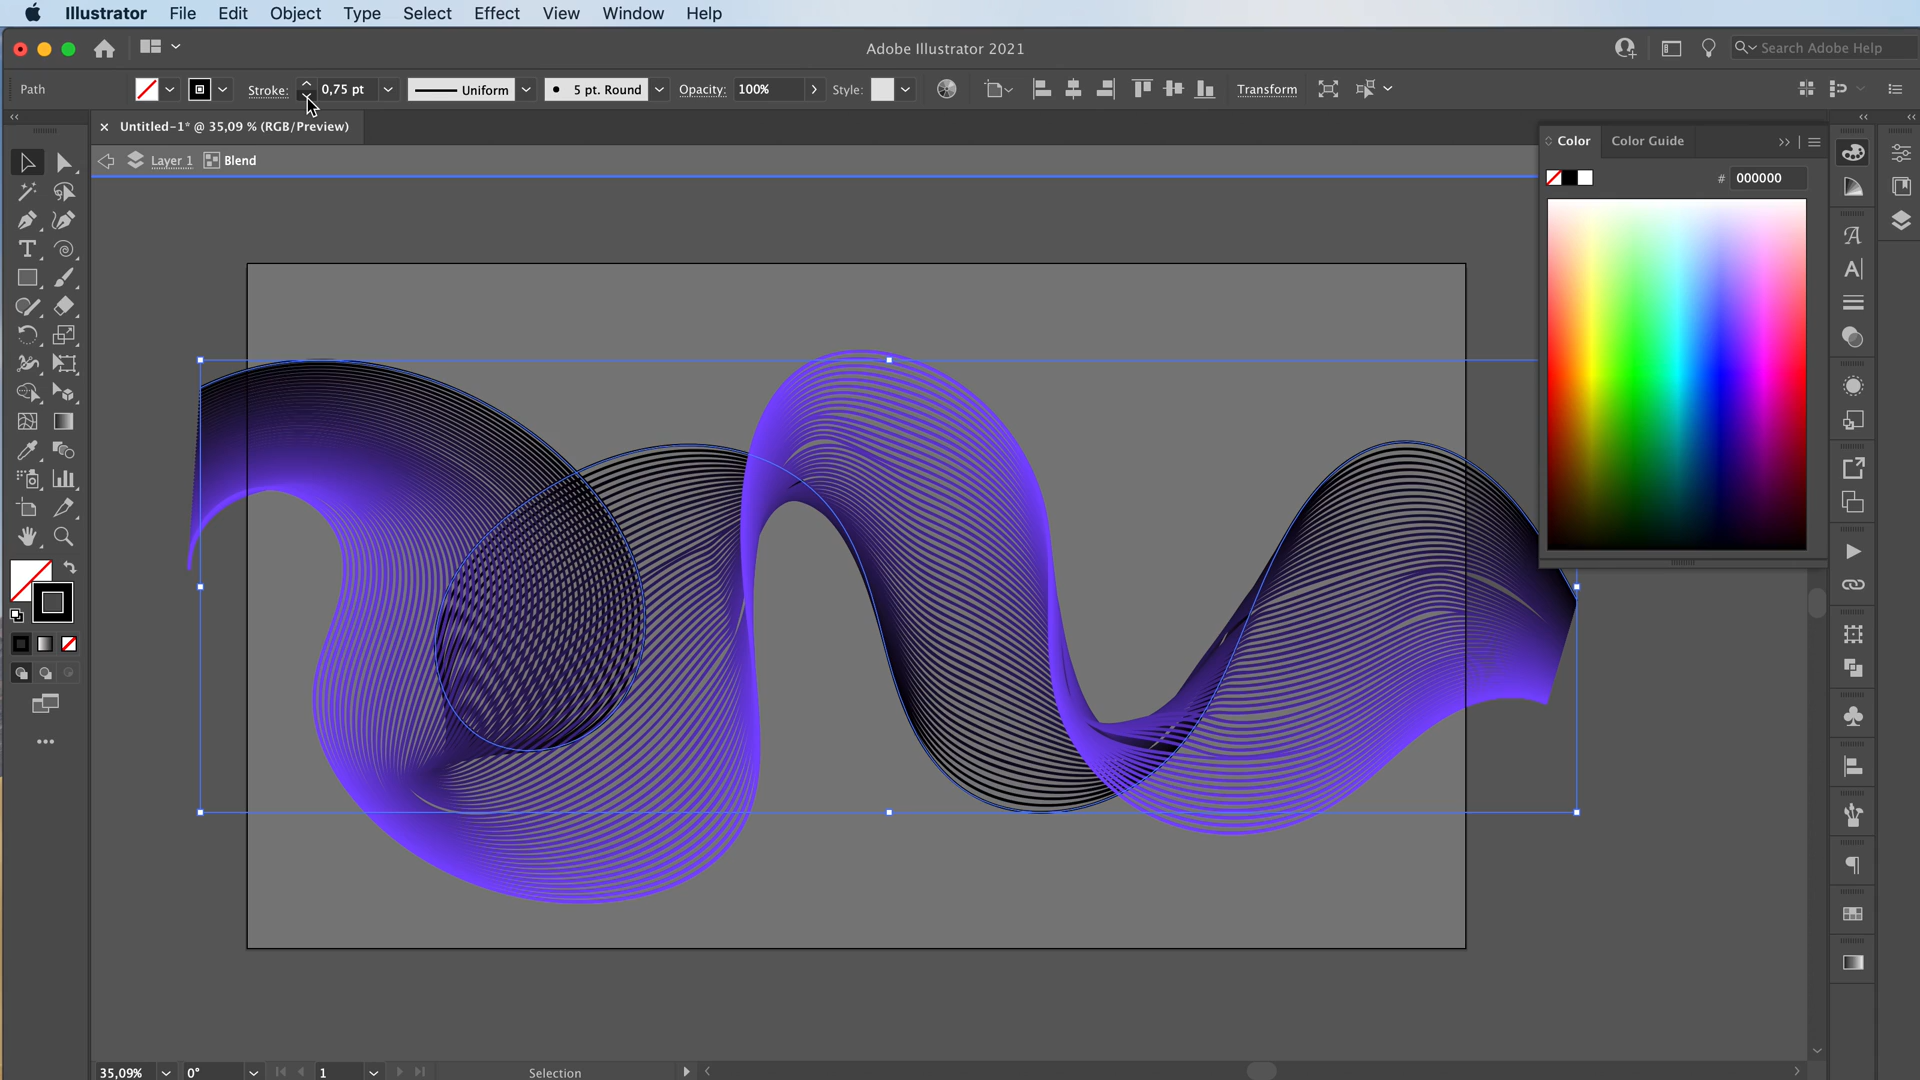 Illustrator File Edit Object Type Select Effect View Window Help
Adobe Illustrator 2021
Search Adobe Help
Path
Stroke:
0,75 pt
Uniform
5 pt. Round
Opacity:
100%
Style:
Transform
Untitled-1* @ 35,09 % (RGB/Preview)
Layer 1
Blend
Color
Color Guide
#
000000
35,09%
0°
1
Selection